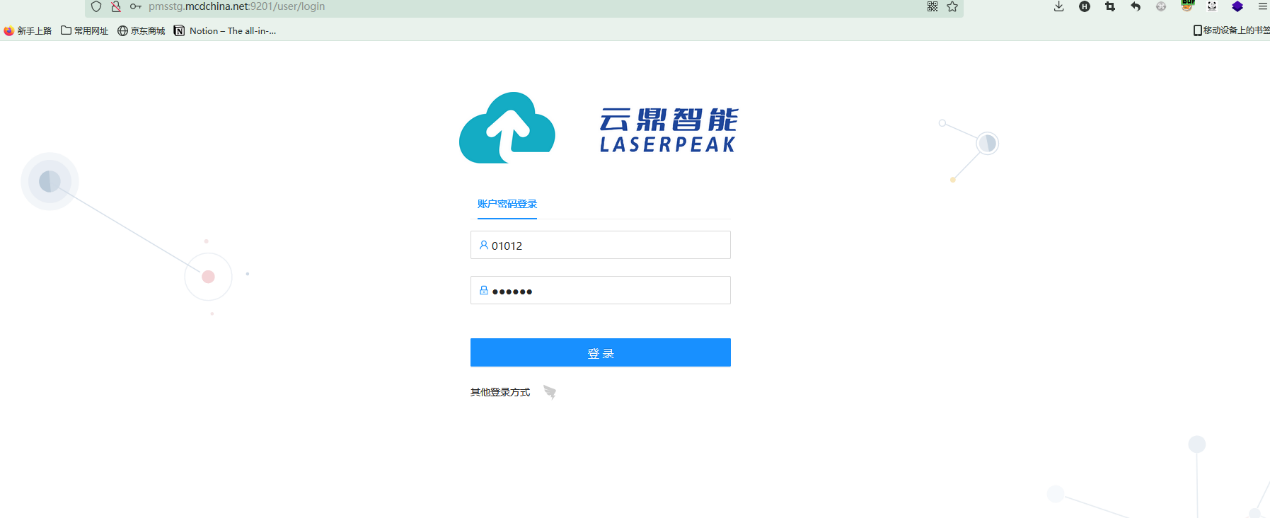 pmsstg.mcdchina.net:9201/user/login
新手上路 常用网址 京东商城 Notion – The all-in-... 移动设备上的书签
云鼎智能
LASERPEAK
账户密码登录
01012
●●●●●●
登 录
其他登录方式